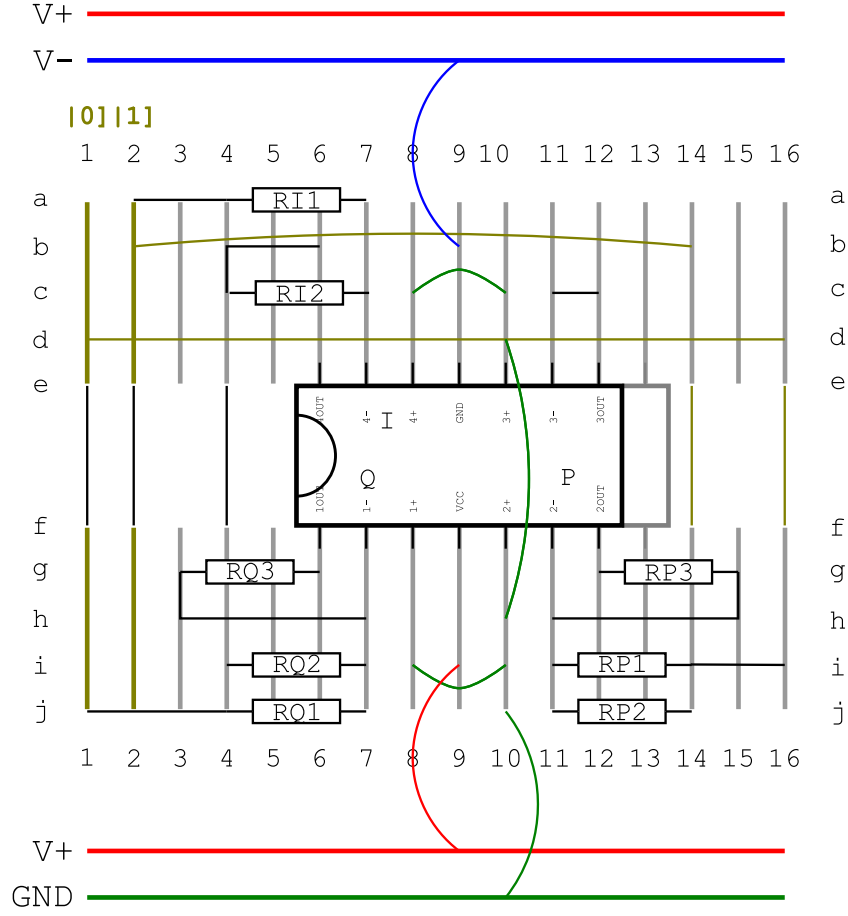 V+
V-
|0]|1]
1 2 3 4 5 6 7 8 9 10 11 12 13 14 15 16
a RI1 a
b b
c RI2 c
d d
e e
4OUT 4- I 4+ GND 3+ 3- 3OUT
Q P
1OUT 1- 1+ VCC 2+ 2- 2OUT
f f
g RQ3 RP3 g
h h
i RQ2 RP1 i
j RQ1 RP2 j
1 2 3 4 5 6 7 8 9 10 11 12 13 14 15 16
V+
GND